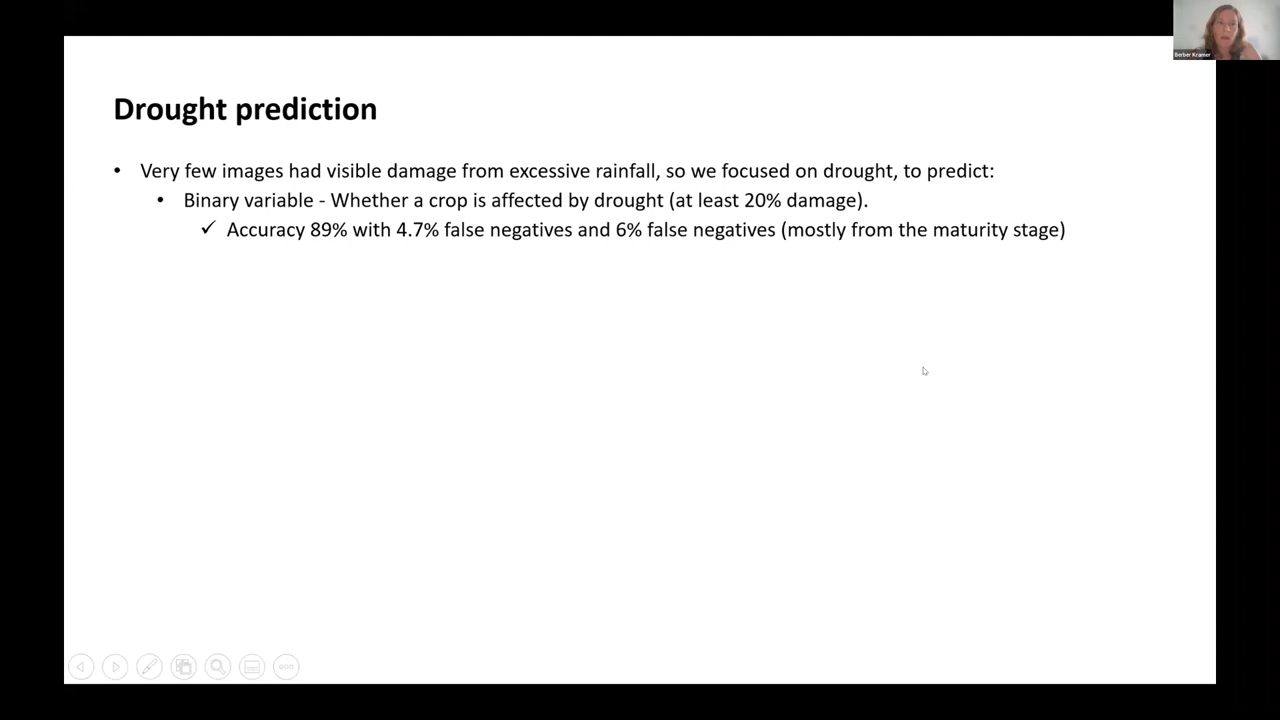 Berber Kramer
Drought prediction
• Very few images had visible damage from excessive rainfall, so we focused on drought, to predict:
• Binary variable - Whether a crop is affected by drought (at least 20% damage).
✓ Accuracy 89% with 4.7% false negatives and 6% false negatives (mostly from the maturity stage)